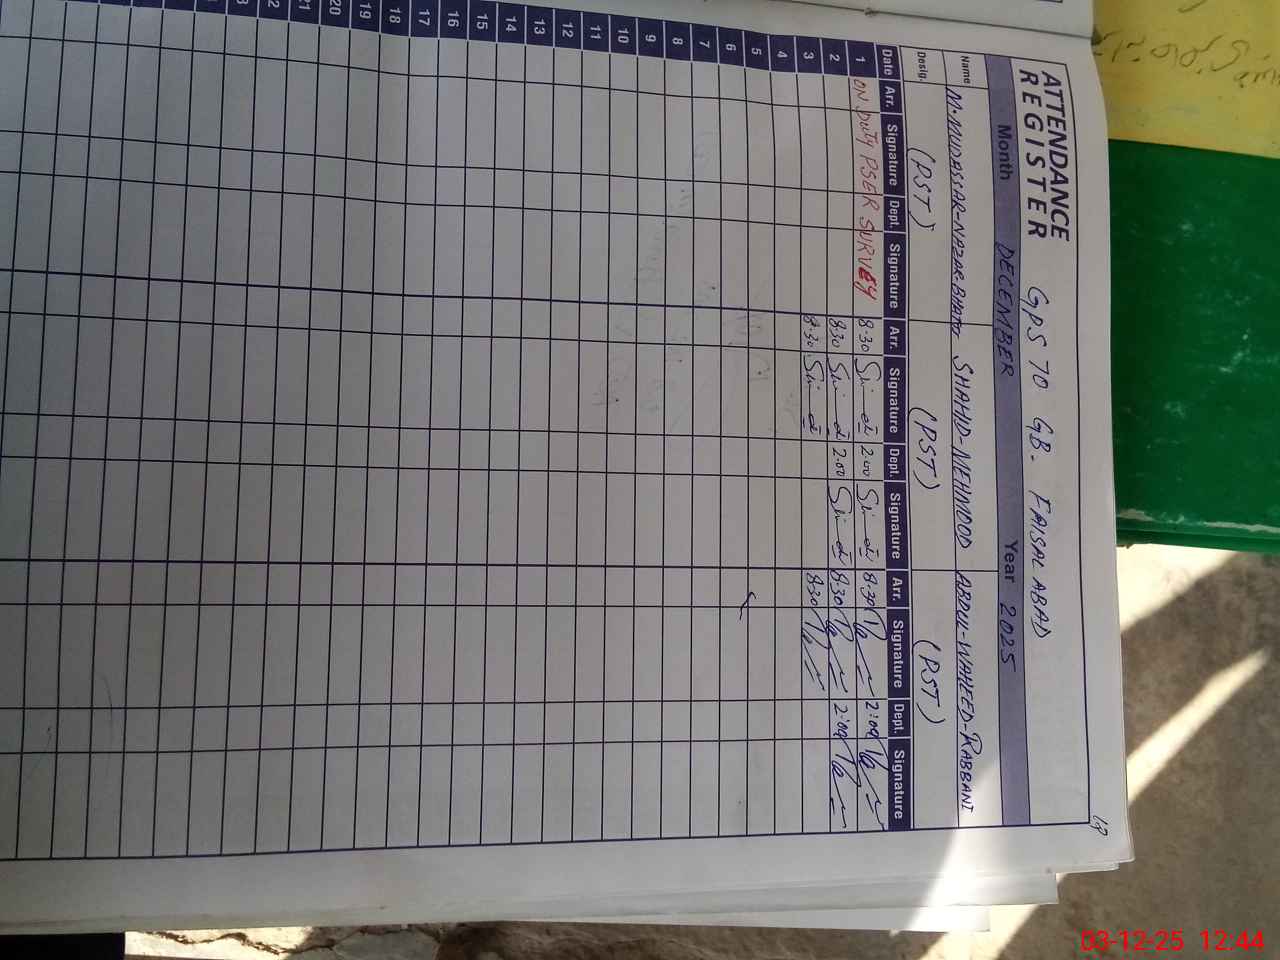 ATTENDANCE REGISTER GPS 70 GB. FAISALABAD
Month DECEMBER Year 2025
Name M.MUDASSAR-NAZAR- SHAHID-MEHMOOD ABDUL-WAHEED-RABBANI
Desig. (PST) (PST) (PST)
Date Arr. Signature Dept. Signature Arr. Signature Dept. Signature Arr. Signature Dept. Signature
1 ON DUTY PSER SURVEY 8.30 2.00 8.30 2:00
2 8.30 2.00 8.30 2:00
3 8.30 8.30
4
5
6
7
8
9
10
11
12
13
14
15
16
17
18
19
20
03-12-25 12:44